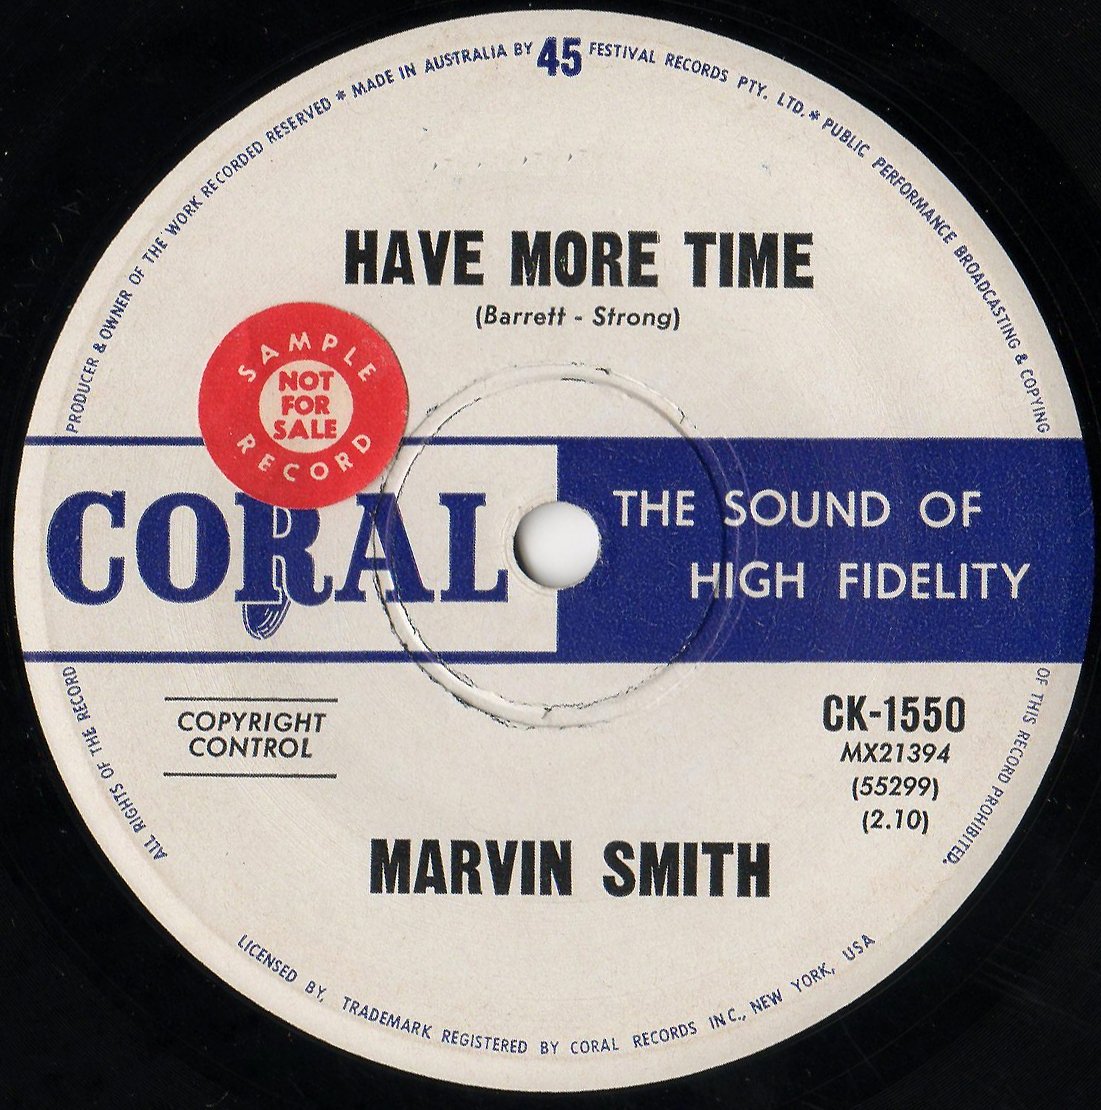 PRODUCER & OWNER OF THE WORK RECORDED RESERVED * MADE IN AUSTRALIA BY 45 FESTIVAL RECORDS PTY. LTD. * PUBLIC PERFORMANCE BROADCASTING & COPYING
HAVE MORE TIME
(Barrett - Strong)
SAMPLE
NOT
FOR
SALE
RECORD
CORAL
THE SOUND OF
HIGH FIDELITY
COPYRIGHT
CONTROL
CK-1550
MX21394
(55299)
(2.10)
MARVIN SMITH
ALL RIGHTS OF THE RECORD
OF THIS RECORD PROHIBITED.
LICENSED BY, TRADEMARK REGISTERED BY CORAL RECORDS INC., NEW YORK, USA